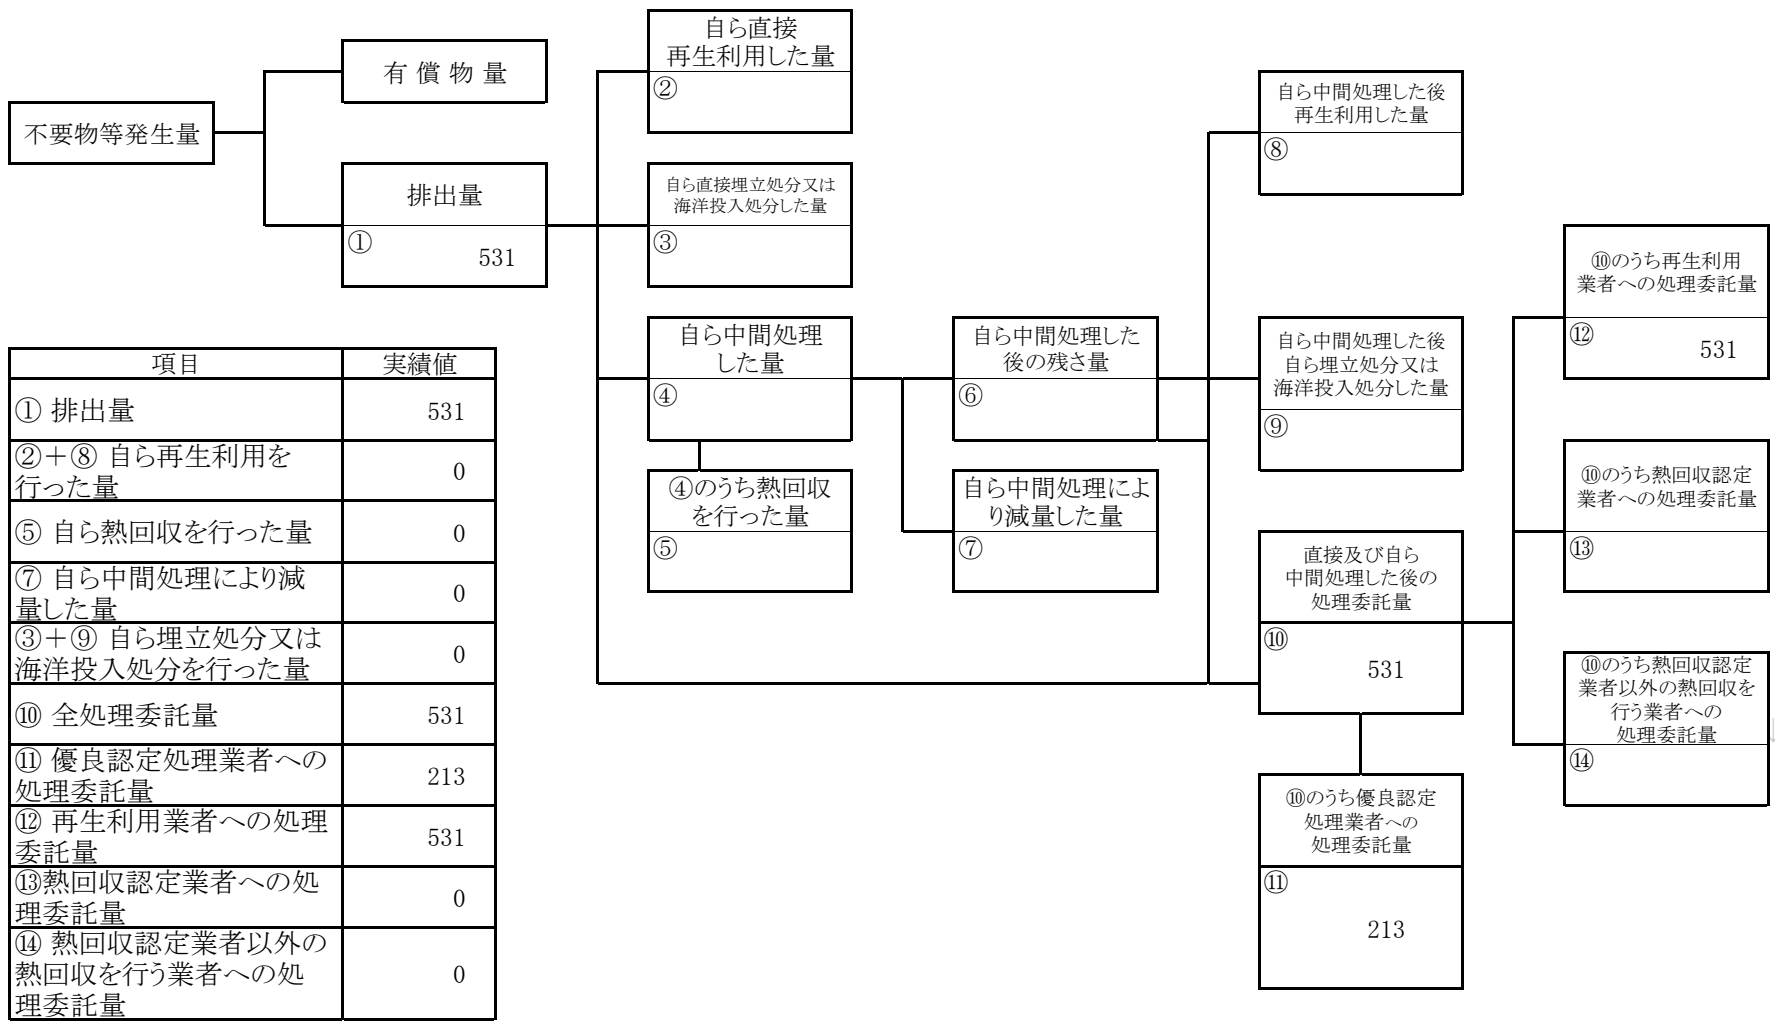 不要物等発生量
有 償 物 量
排出量
①
531
自ら直接
再生利用した量
②
自ら直接埋立処分又は
海洋投入処分した量
③
自ら中間処理
した量
④
④のうち熱回収
を行った量
⑤
自ら中間処理した
後の残さ量
⑥
自ら中間処理によ
り減量した量
⑦
自ら中間処理した後
再生利用した量
⑧
自ら中間処理した後
自ら埋立処分又は
海洋投入処分した量
⑨
直接及び自ら
中間処理した後の
処理委託量
⑩
531
⑩のうち優良認定
処理業者への
処理委託量
⑪
213
⑩のうち再生利用
業者への処理委託量
⑫
531
⑩のうち熱回収認定
業者への処理委託量
⑬
⑩のうち熱回収認定
業者以外の熱回収を
行う業者への
処理委託量
⑭
項目 実績値
① 排出量 531
②＋⑧ 自ら再生利用を
行った量 0
⑤ 自ら熱回収を行った量 0
⑦ 自ら中間処理により減
量した量 0
③＋⑨ 自ら埋立処分又は
海洋投入処分を行った量 0
⑩ 全処理委託量 531
⑪ 優良認定処理業者への
処理委託量 213
⑫ 再生利用業者への処理
委託量 531
⑬熱回収認定業者への処
理委託量 0
⑭ 熱回収認定業者以外の
熱回収を行う業者への処
理委託量 0